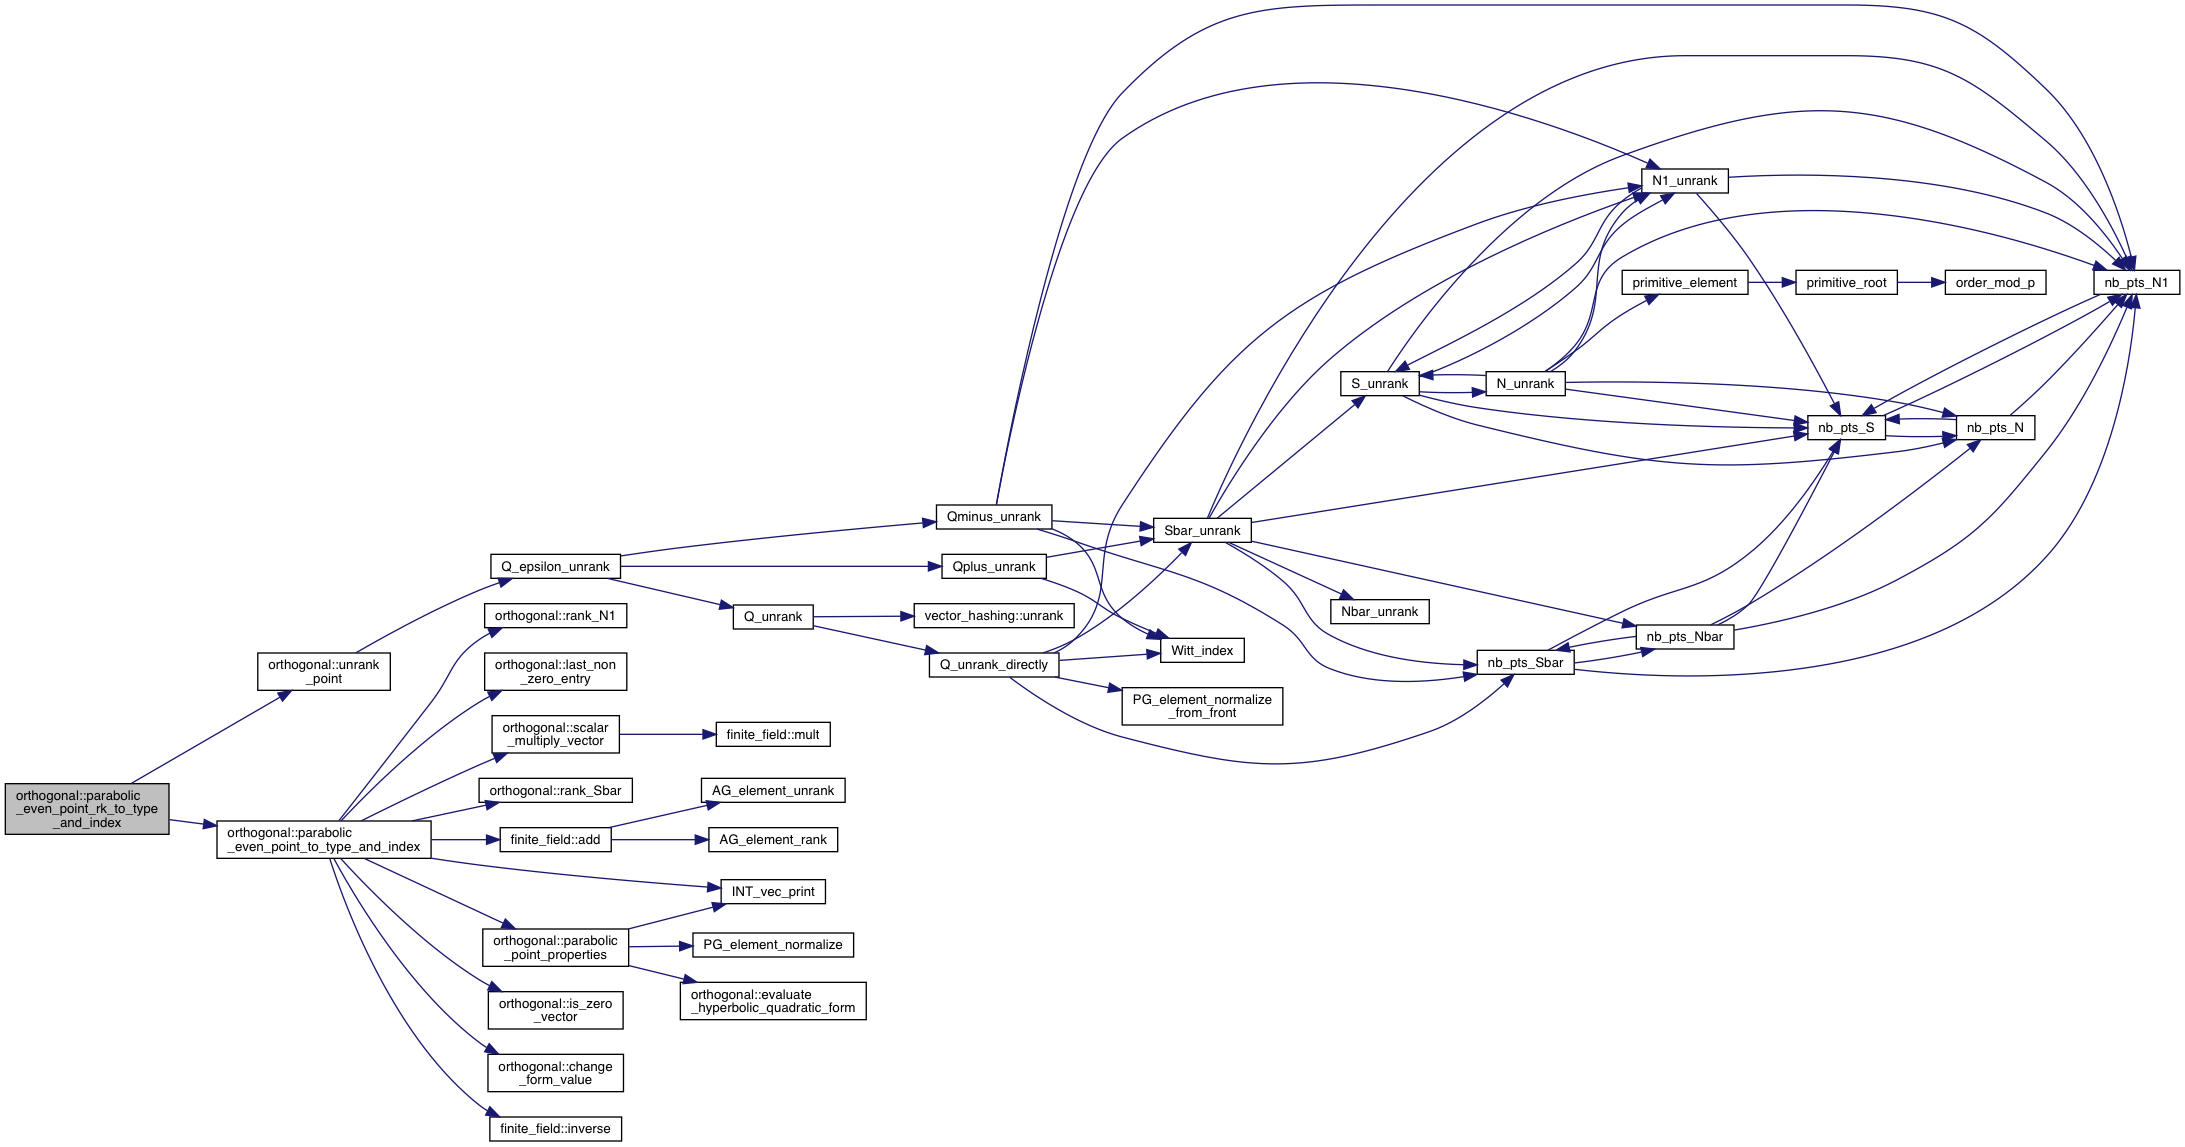 orthogonal::parabolic
_even_point_rk_to_type
_and_index
orthogonal::unrank
_point
orthogonal::parabolic
_even_point_to_type_and_index
Q_epsilon_unrank
orthogonal::rank_N1
orthogonal::last_non
_zero_entry
orthogonal::scalar
_multiply_vector
orthogonal::rank_Sbar
finite_field::add
orthogonal::parabolic
_point_properties
orthogonal::is_zero
_vector
orthogonal::change
_form_value
finite_field::inverse
Q_unrank
finite_field::mult
AG_element_unrank
AG_element_rank
INT_vec_print
PG_element_normalize
orthogonal::evaluate
_hyperbolic_quadratic_form
Qminus_unrank
Qplus_unrank
vector_hashing::unrank
Q_unrank_directly
Sbar_unrank
Witt_index
PG_element_normalize
_from_front
S_unrank
Nbar_unrank
N_unrank
nb_pts_Sbar
N1_unrank
primitive_element
nb_pts_Nbar
primitive_root
nb_pts_S
order_mod_p
nb_pts_N
nb_pts_N1